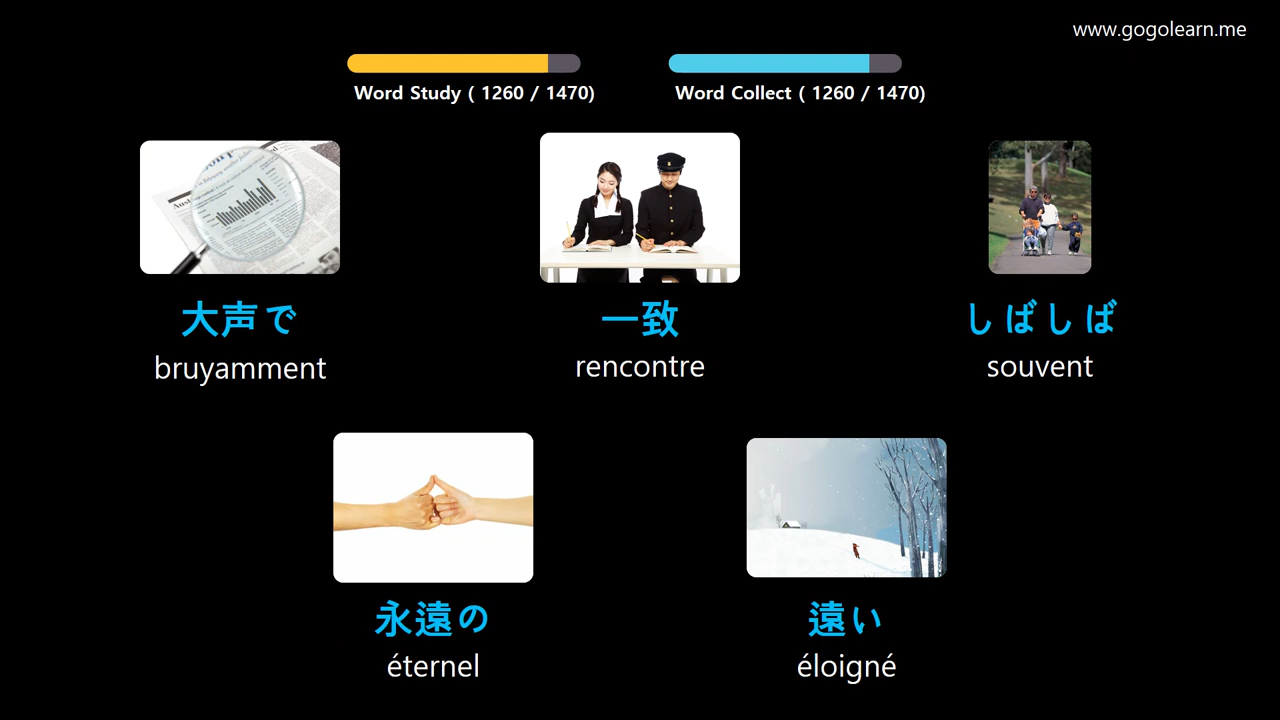 www.gogolearn.me
Word Study ( 1260 / 1470)
Word Collect ( 1260 / 1470)
大声で
bruyamment
一致
rencontre
しばしば
souvent
永遠の
éternel
遠い
éloigné